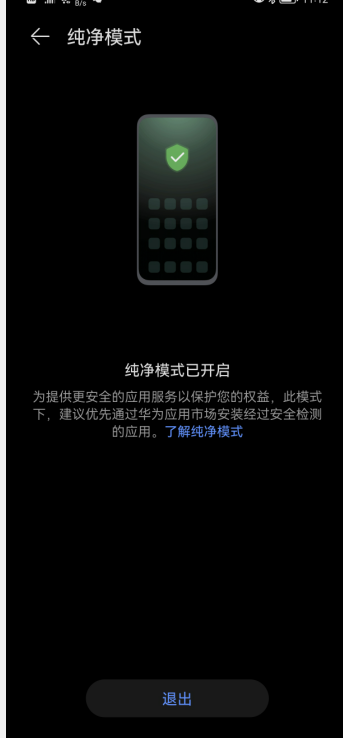 B/s
纯净模式
纯净模式已开启
为提供更安全的应用服务以保护您的权益，此模式
下，建议优先通过华为应用市场安装经过安全检测
的应用。了解纯净模式
退出